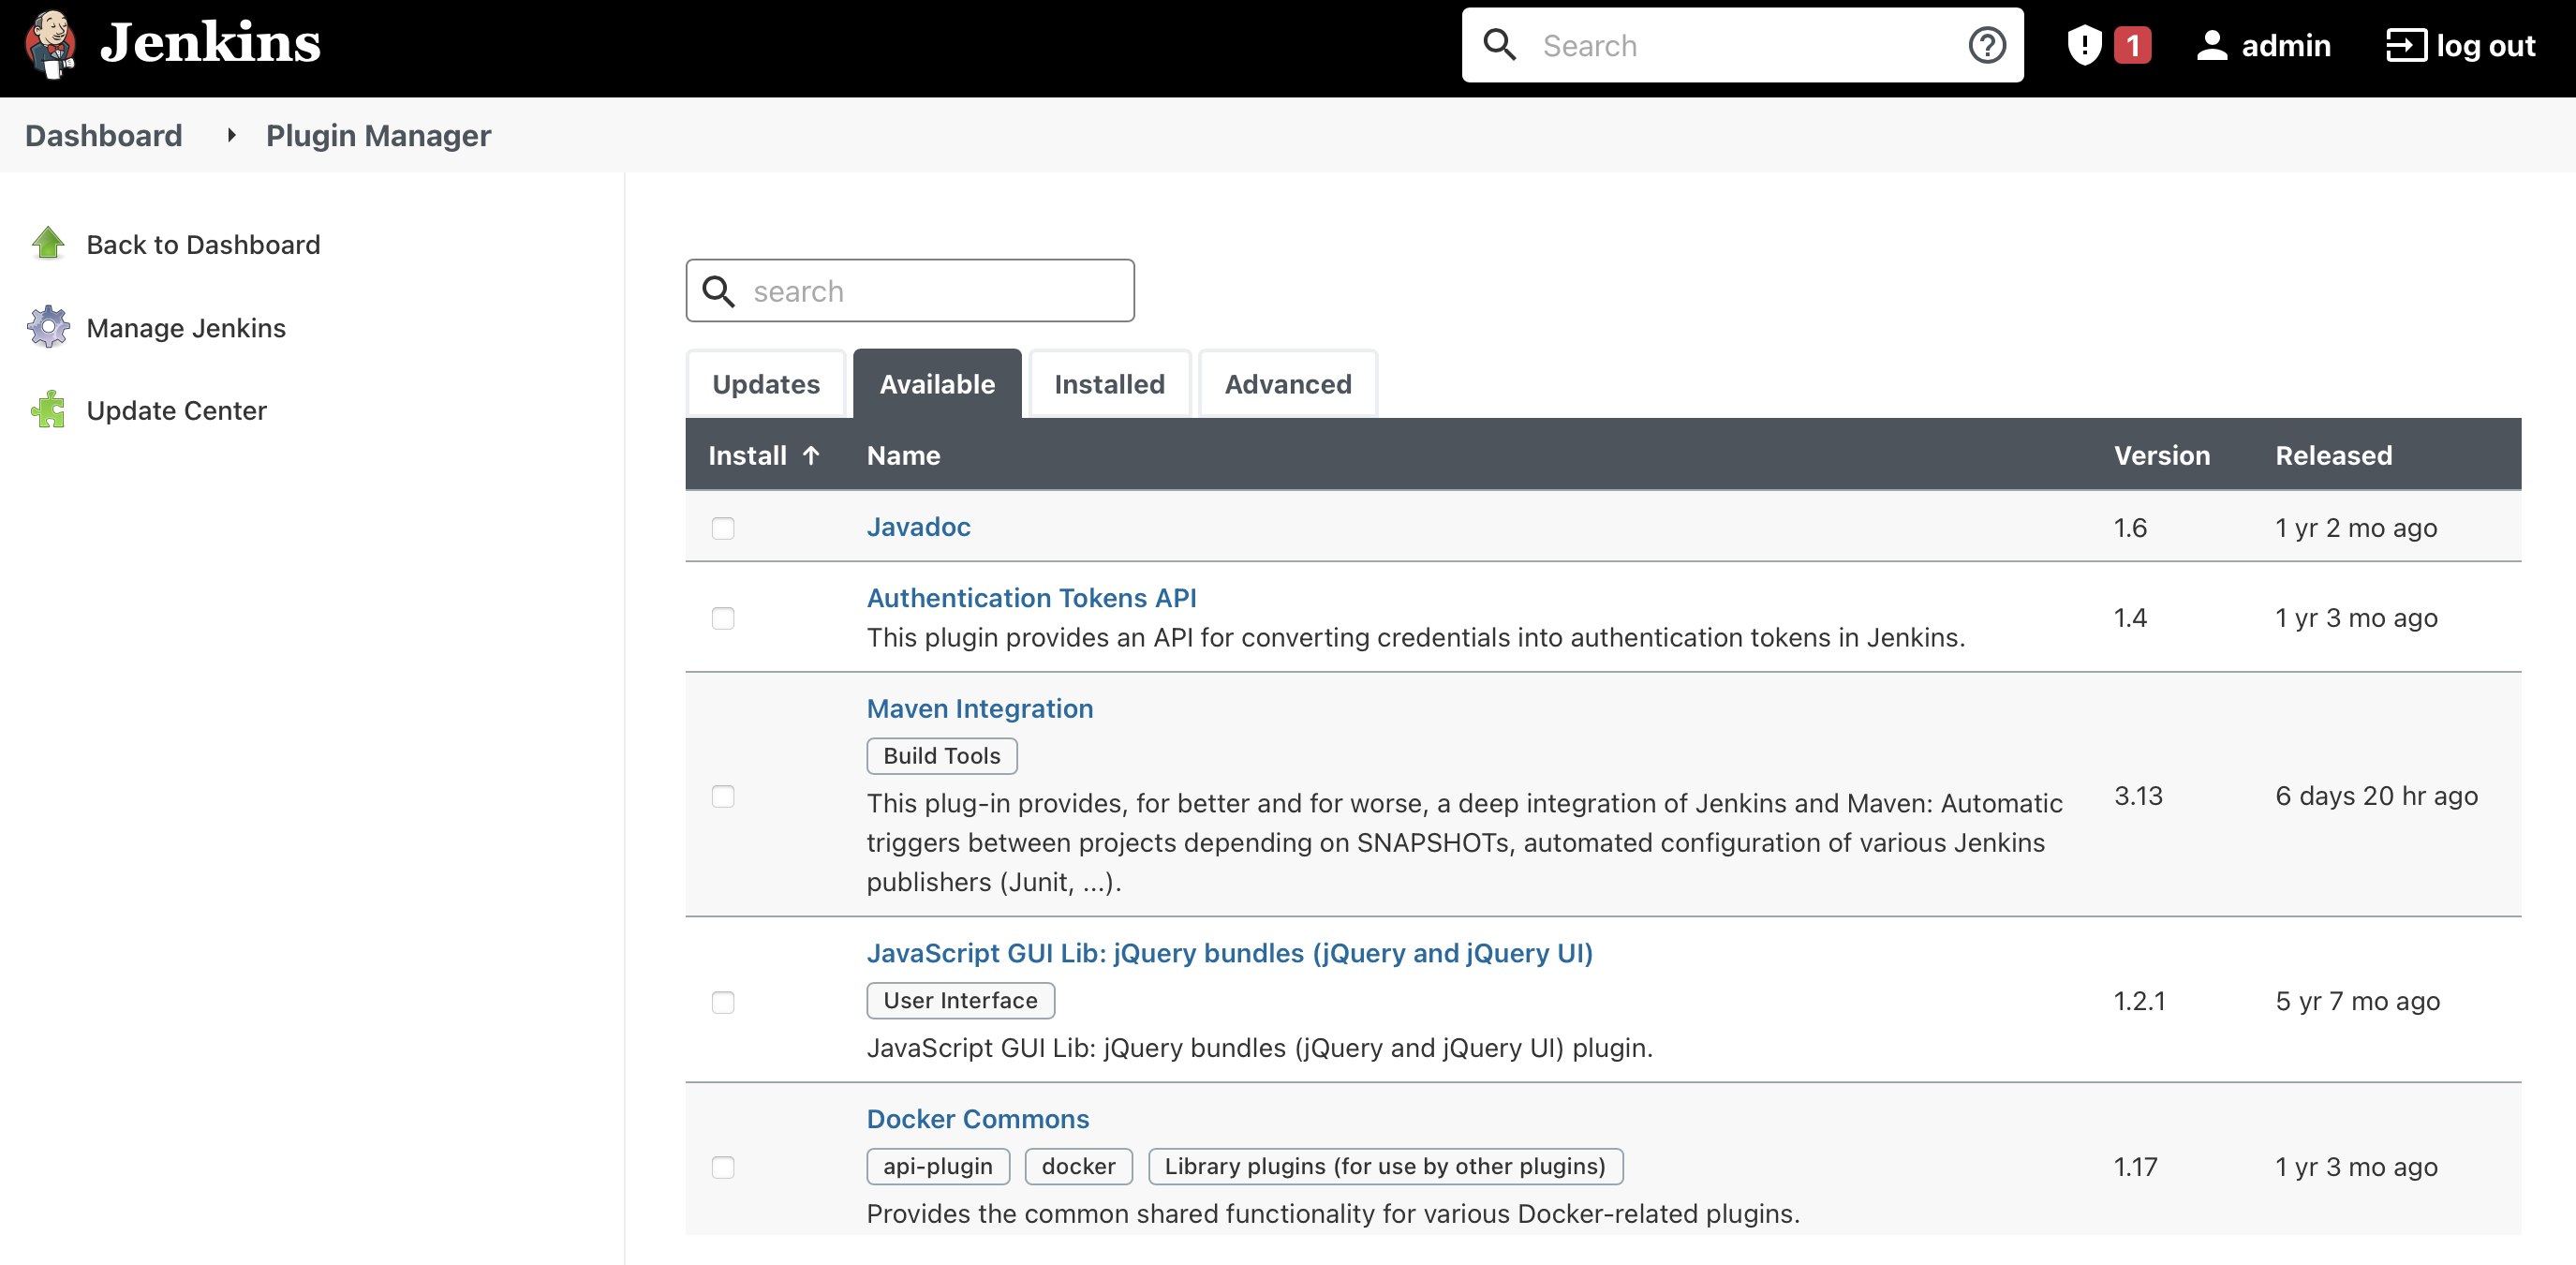 Jenkins
Search
1
admin
log out
Dashboard
Plugin Manager
Back to Dashboard
Manage Jenkins
Update Center
search
Updates
Available
Installed
Advanced
Install ↑ Name Version Released
Javadoc 1.6 1 yr 2 mo ago
Authentication Tokens API
This plugin provides an API for converting credentials into authentication tokens in Jenkins.
1.4 1 yr 3 mo ago
Maven Integration
Build Tools
This plug-in provides, for better and for worse, a deep integration of Jenkins and Maven: Automatic
triggers between projects depending on SNAPSHOTs, automated configuration of various Jenkins
publishers (Junit, ...).
3.13 6 days 20 hr ago
JavaScript GUI Lib: jQuery bundles (jQuery and jQuery UI)
User Interface
JavaScript GUI Lib: jQuery bundles (jQuery and jQuery UI) plugin.
1.2.1 5 yr 7 mo ago
Docker Commons
api-plugin docker Library plugins (for use by other plugins)
Provides the common shared functionality for various Docker-related plugins.
1.17 1 yr 3 mo ago